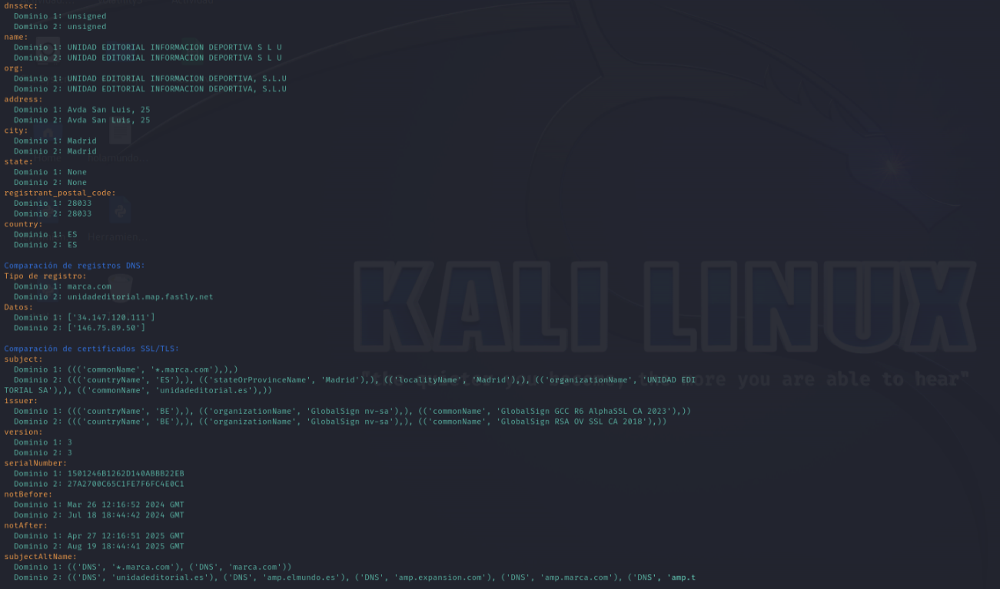 dnssec:
Dominio 1: unsigned
Dominio 2: unsigned
name:
Dominio 1: UNIDAD EDITORIAL INFORMACION DEPORTIVA S L U
Dominio 2: UNIDAD EDITORIAL INFORMACION DEPORTIVA S L U
org:
Dominio 1: UNIDAD EDITORIAL INFORMACION DEPORTIVA, S.L.U
Dominio 2: UNIDAD EDITORIAL INFORMACION DEPORTIVA, S.L.U
address:
Dominio 1: Avda San Luis, 25
Dominio 2: Avda San Luis, 25
city:
Dominio 1: Madrid
Dominio 2: Madrid
state:
Dominio 1: None
Dominio 2: None
registrant_postal_code:
Dominio 1: 28033
Dominio 2: 28033
country:
Dominio 1: ES
Dominio 2: ES
Comparación de registros DNS:
Tipo de registro:
Dominio 1: marca.com
Dominio 2: unidadeditorial.map.fastly.net
Datos:
Dominio 1: ['34.147.120.111']
Dominio 2: ['146.75.89.50']
Comparación de certificados SSL/TLS:
subject:
Dominio 1: ((('commonName', '*.marca.com'),),)
Dominio 2: ((('countryName', 'ES'),), (('stateOrProvinceName', 'Madrid'),), (('localityName', 'Madrid'),), (('organizationName', 'UNIDAD EDI
TORIAL SA'),), (('commonName', 'unidadeditorial.es'),))
issuer:
Dominio 1: ((('countryName', 'BE'),), (('organizationName', 'GlobalSign nv-sa'),), (('commonName', 'GlobalSign GCC R6 AlphaSSL CA 2023'),))
Dominio 2: ((('countryName', 'BE'),), (('organizationName', 'GlobalSign nv-sa'),), (('commonName', 'GlobalSign RSA OV SSL CA 2018'),))
version:
Dominio 1: 3
Dominio 2: 3
serialNumber:
Dominio 1: 1501246B1262D140ABBB22EB
Dominio 2: 27A2700C65C1FE7F6FC4E0C1
notBefore:
Dominio 1: Mar 26 12:16:52 2024 GMT
Dominio 2: Jul 18 18:44:42 2024 GMT
notAfter:
Dominio 1: Apr 27 12:16:51 2025 GMT
Dominio 2: Aug 19 18:44:41 2025 GMT
subjectAltName:
Dominio 1: (('DNS', '*.marca.com'), ('DNS', 'marca.com'))
Dominio 2: (('DNS', 'unidadeditorial.es'), ('DNS', 'amp.elmundo.es'), ('DNS', 'amp.expansion.com'), ('DNS', 'amp.marca.com'), ('DNS', 'amp.t
KALI LINUX
more you are able to hear"